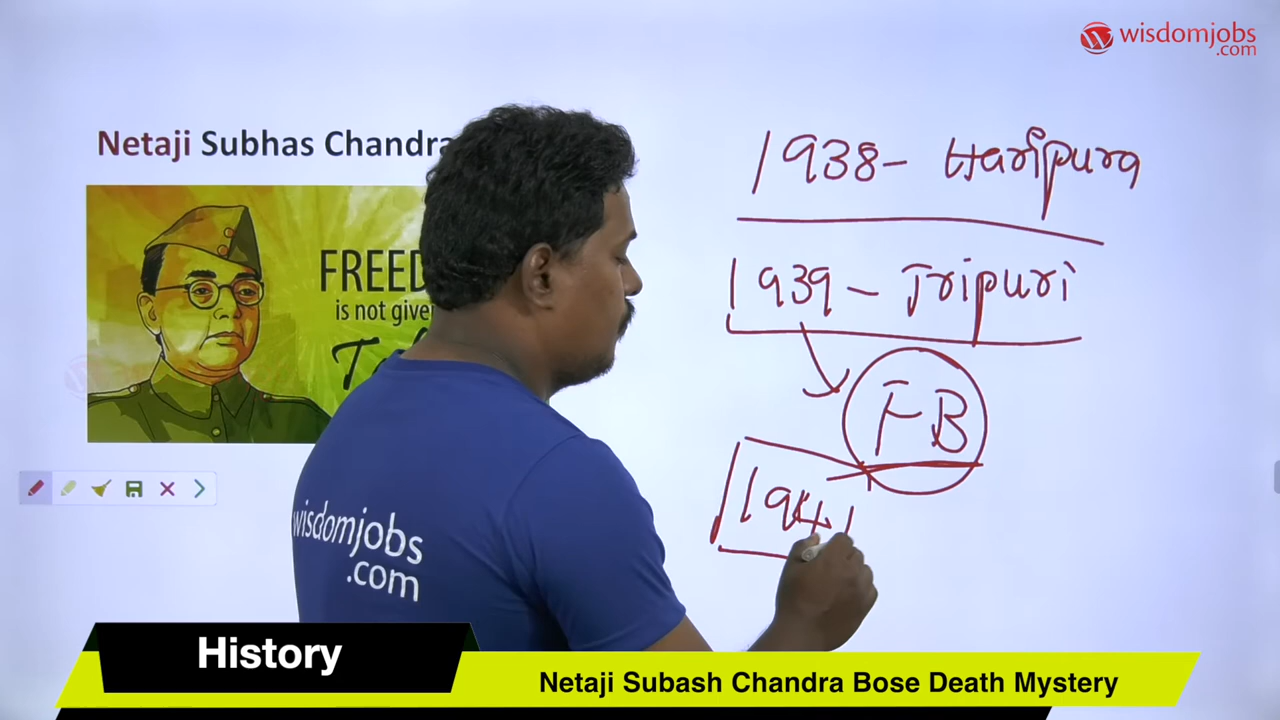 wisdomjobs
.com
Netaji Subhas Chandra
1938- Haripura
FREED
is not give
1939 - Tripuri
FB
1941
wisdomjobs
.com
History
Netaji Subash Chandra Bose Death Mystery